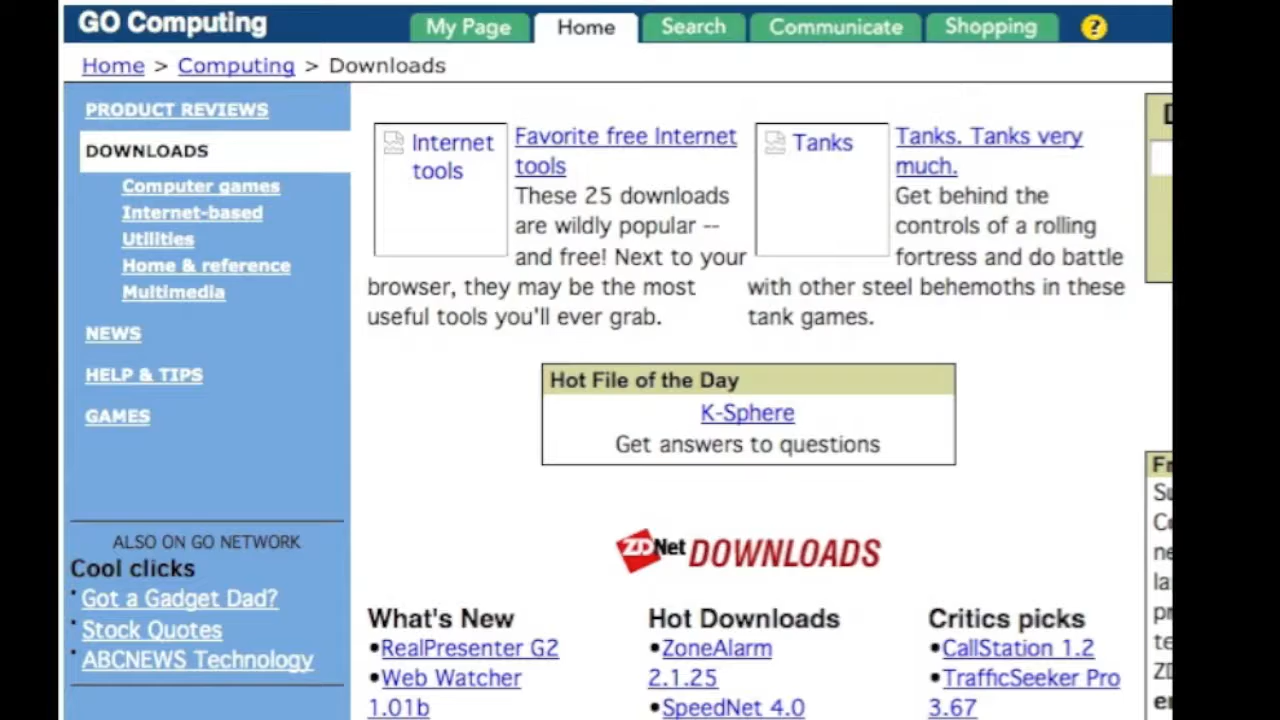 GO Computing
My Page
Home
Search
Communicate
Shopping
?
Home > Computing > Downloads
PRODUCT REVIEWS
DOWNLOADS
Computer games
Internet-based
Utilities
Home & reference
Multimedia
NEWS
HELP & TIPS
GAMES
ALSO ON GO NETWORK
Cool clicks
Got a Gadget Dad?
Stock Quotes
ABCNEWS Technology
Internet
tools
Favorite free Internet
tools
These 25 downloads
are wildly popular --
and free! Next to your
browser, they may be the most
useful tools you'll ever grab.
Tanks
Tanks. Tanks very
much.
Get behind the
controls of a rolling
fortress and do battle
with other steel behemoths in these
tank games.
Hot File of the Day
K-Sphere
Get answers to questions
ZDNet DOWNLOADS
What's New
•RealPresenter G2
•Web Watcher
1.01b
Hot Downloads
•ZoneAlarm
2.1.25
•SpeedNet 4.0
Critics picks
•CallStation 1.2
•TrafficSeeker Pro
3.67